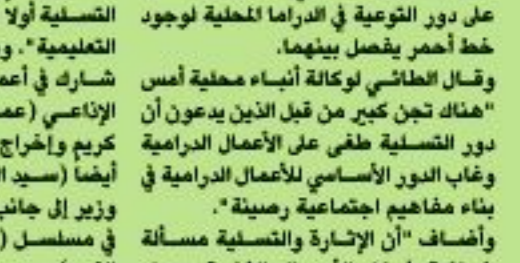 على دور التوعية في الدراما المحلية لوجود
خط أحمر يفصل بينهما.
وقال الطائي لوكالة أنباء محلية أمس
"هناك تجن كبير من قبل الذين يدعون أن
دور التسلية طغى على الأعمال الدرامية
وغاب الدور الأساسي للأعمال الدرامية في
بناء مفاهيم اجتماعية رصينة".
وأضاف "أن الإثارة والتسلية مسألة
التسلية أولا
التعليمية". و
شارك في أعم
الإذاعي (عم
كريم وإخراج
أيضاً (سيد ا
وزير إلى جانب
في مسلسل (